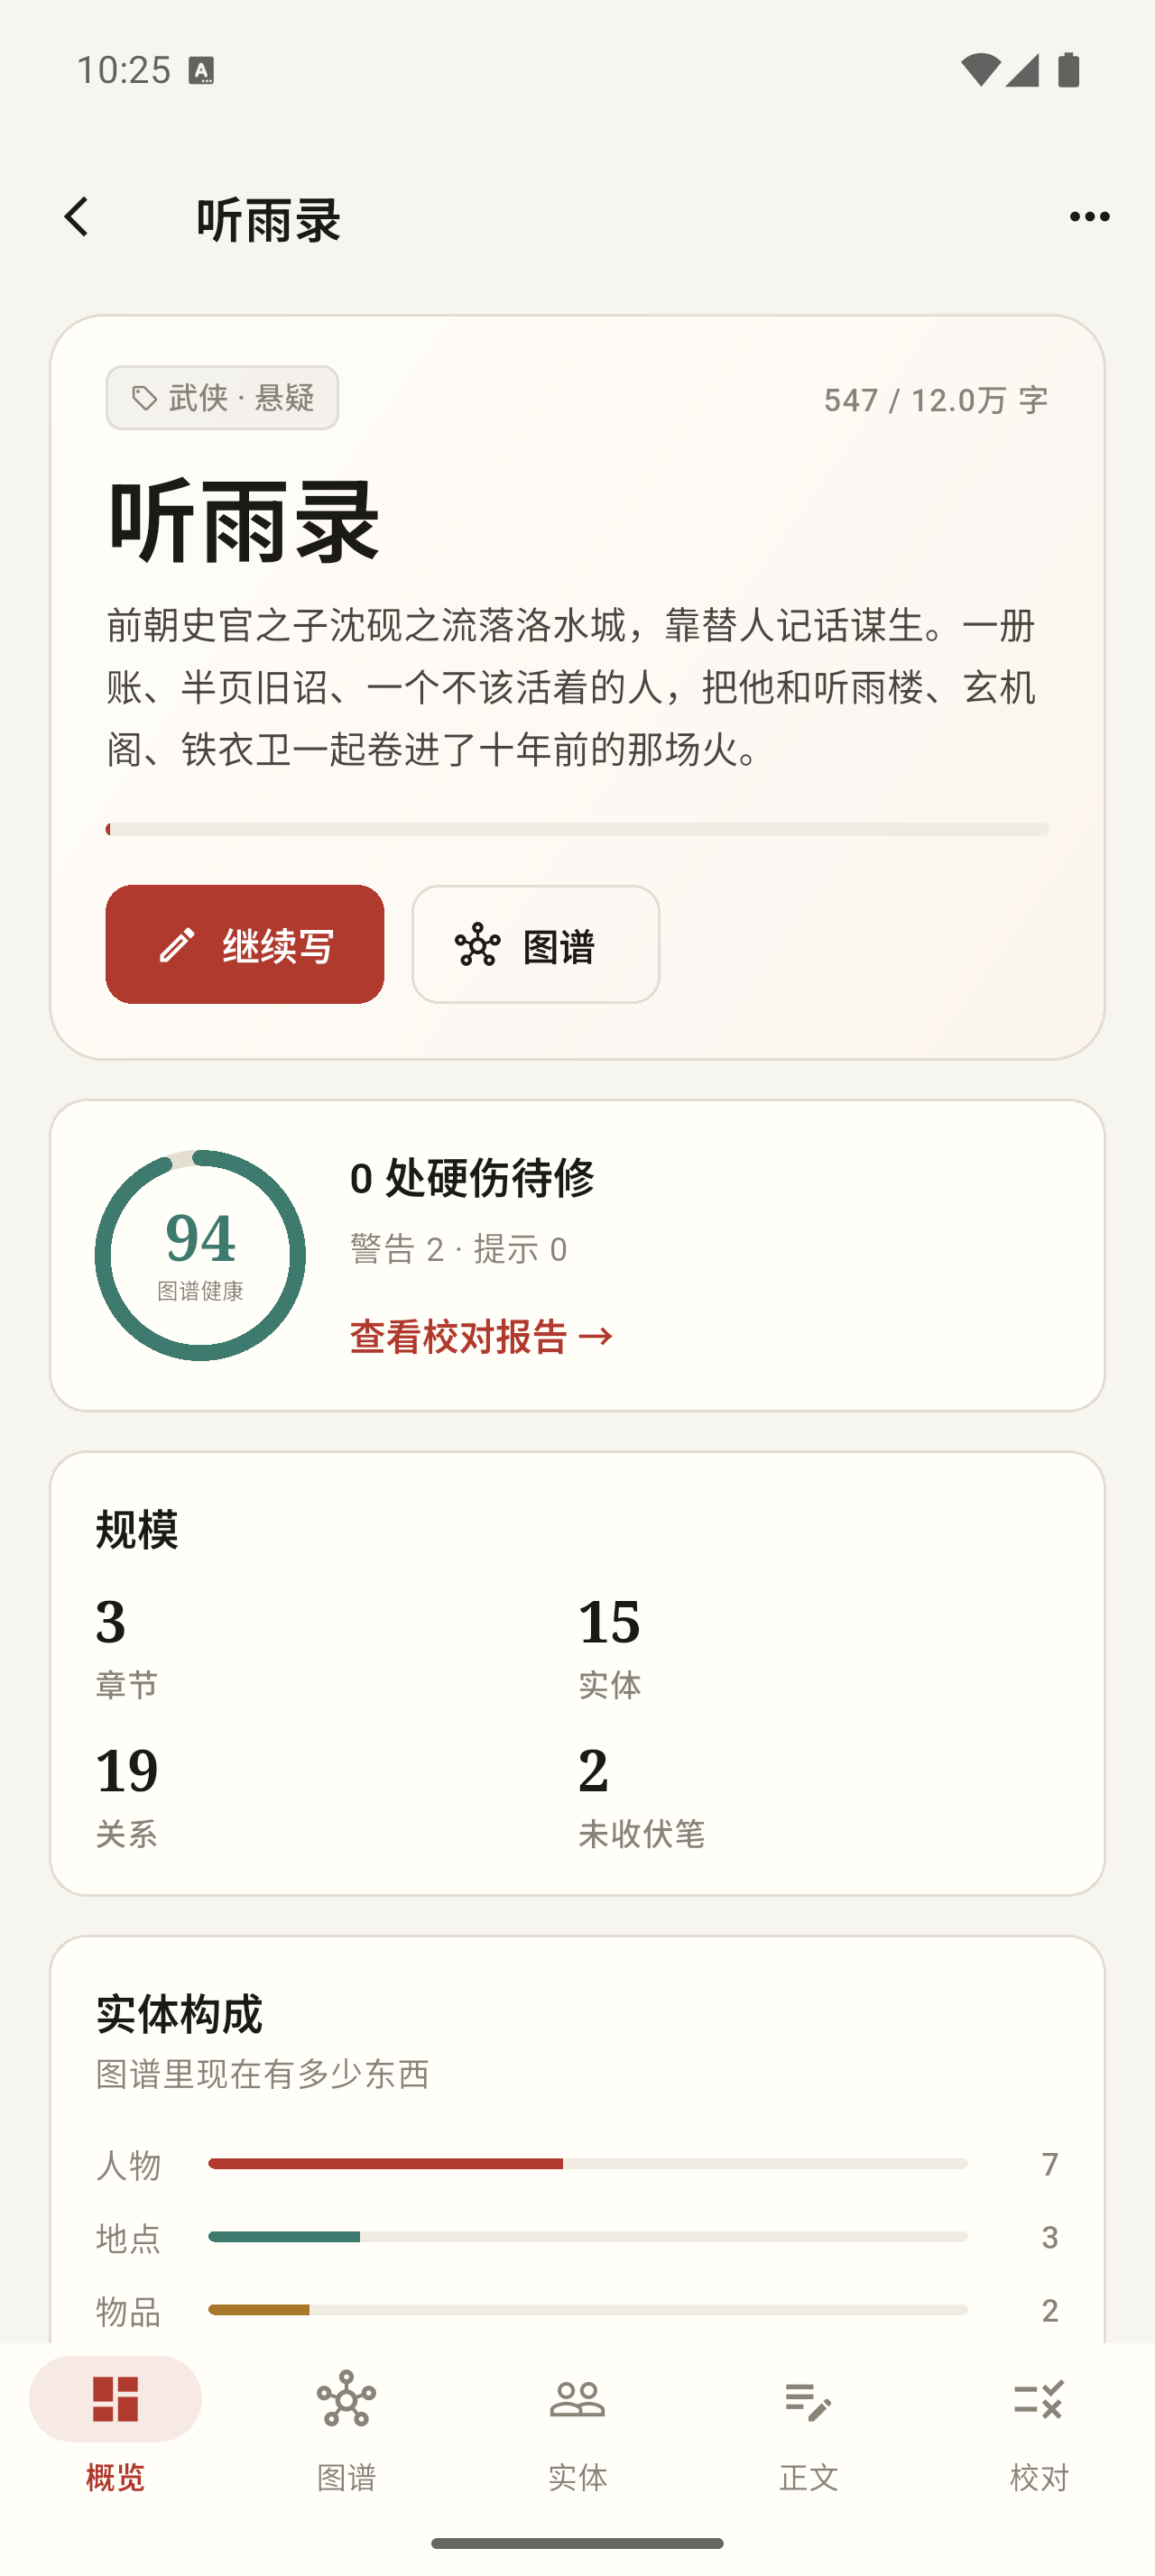 10:25
听雨录
武侠 · 悬疑
547 / 12.0万 字
听雨录
前朝史官之子沈砚之流落洛水城，靠替人记话谋生。一册
账、半页旧诏、一个不该活着的人，把他和听雨楼、玄机
阁、铁衣卫一起卷进了十年前的那场火。
继续写
图谱
94
图谱健康
0 处硬伤待修
警告 2 · 提示 0
查看校对报告 →
规模
3
章节
15
实体
19
关系
2
未收伏笔
实体构成
图谱里现在有多少东西
人物 7
地点 3
物品 2
概览
图谱
实体
正文
校对